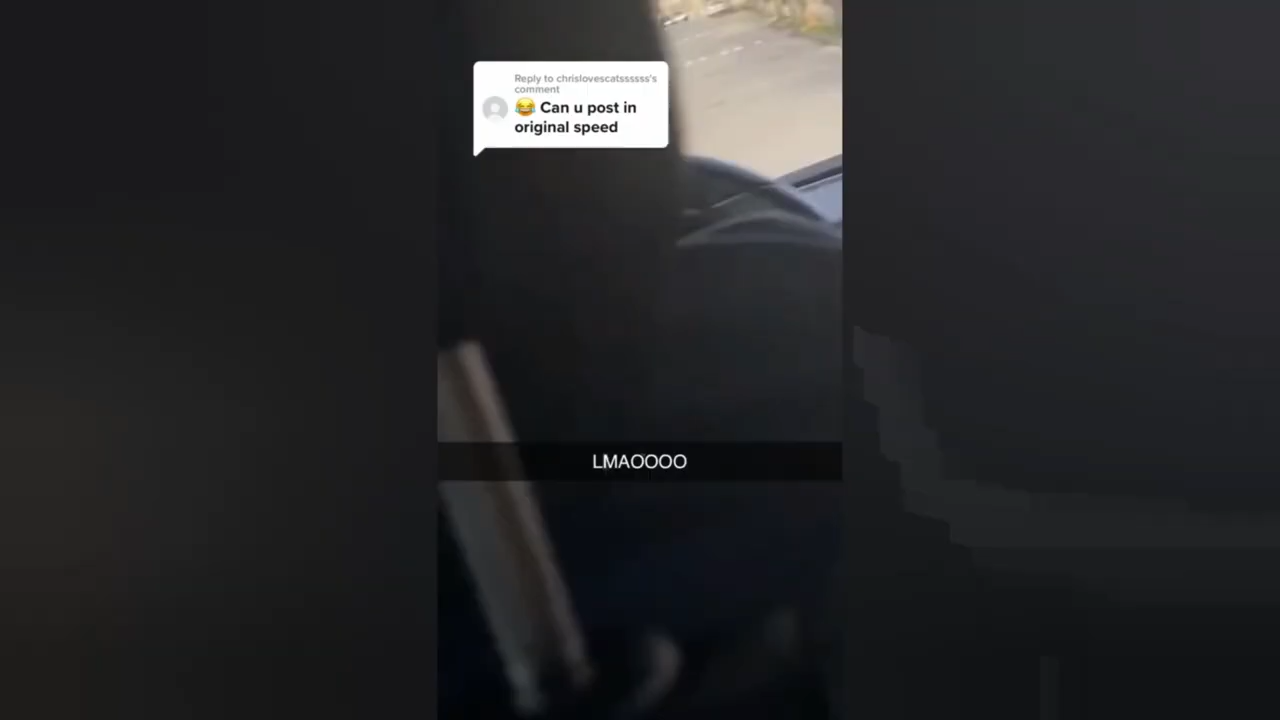 Reply to chrislovescatssssss's
comment
😂 Can u post in
original speed
LMAOOOO